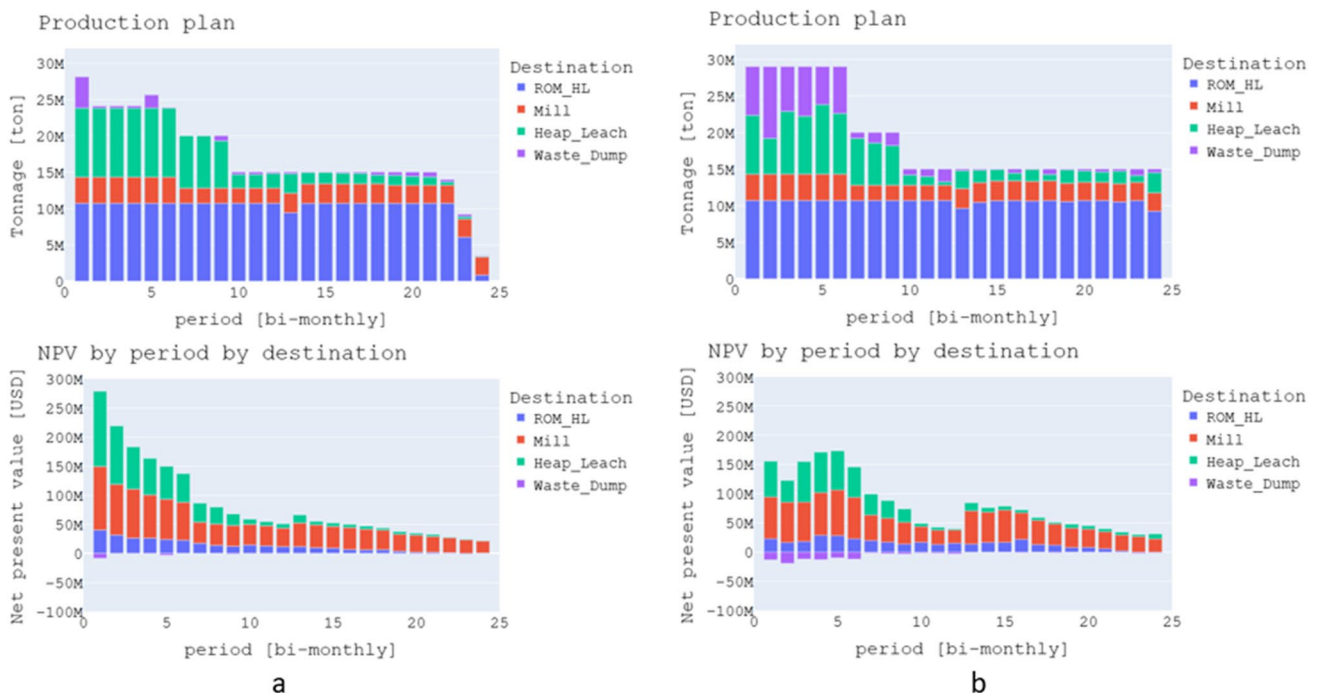 Production plan
Tonnage [ton]
30M
25M
20M
15M
10M
5M
0
0 5 10 15 20 25
period [bi-monthly]
Destination
ROM_HL
Mill
Heap_Leach
Waste_Dump
NPV by period by destination
Net present value [USD]
300M
250M
200M
150M
100M
50M
0
−50M
−100M
0 5 10 15 20 25
period [bi-monthly]
Destination
ROM_HL
Mill
Heap_Leach
Waste_Dump
a
Production plan
Tonnage [ton]
30M
25M
20M
15M
10M
5M
0
0 5 10 15 20 25
period [bi-monthly]
Destination
ROM_HL
Mill
Heap_Leach
Waste_Dump
NPV by period by destination
Net present value [USD]
300M
250M
200M
150M
100M
50M
0
−50M
−100M
0 5 10 15 20 25
period [bi-monthly]
Destination
ROM_HL
Mill
Heap_Leach
Waste_Dump
b